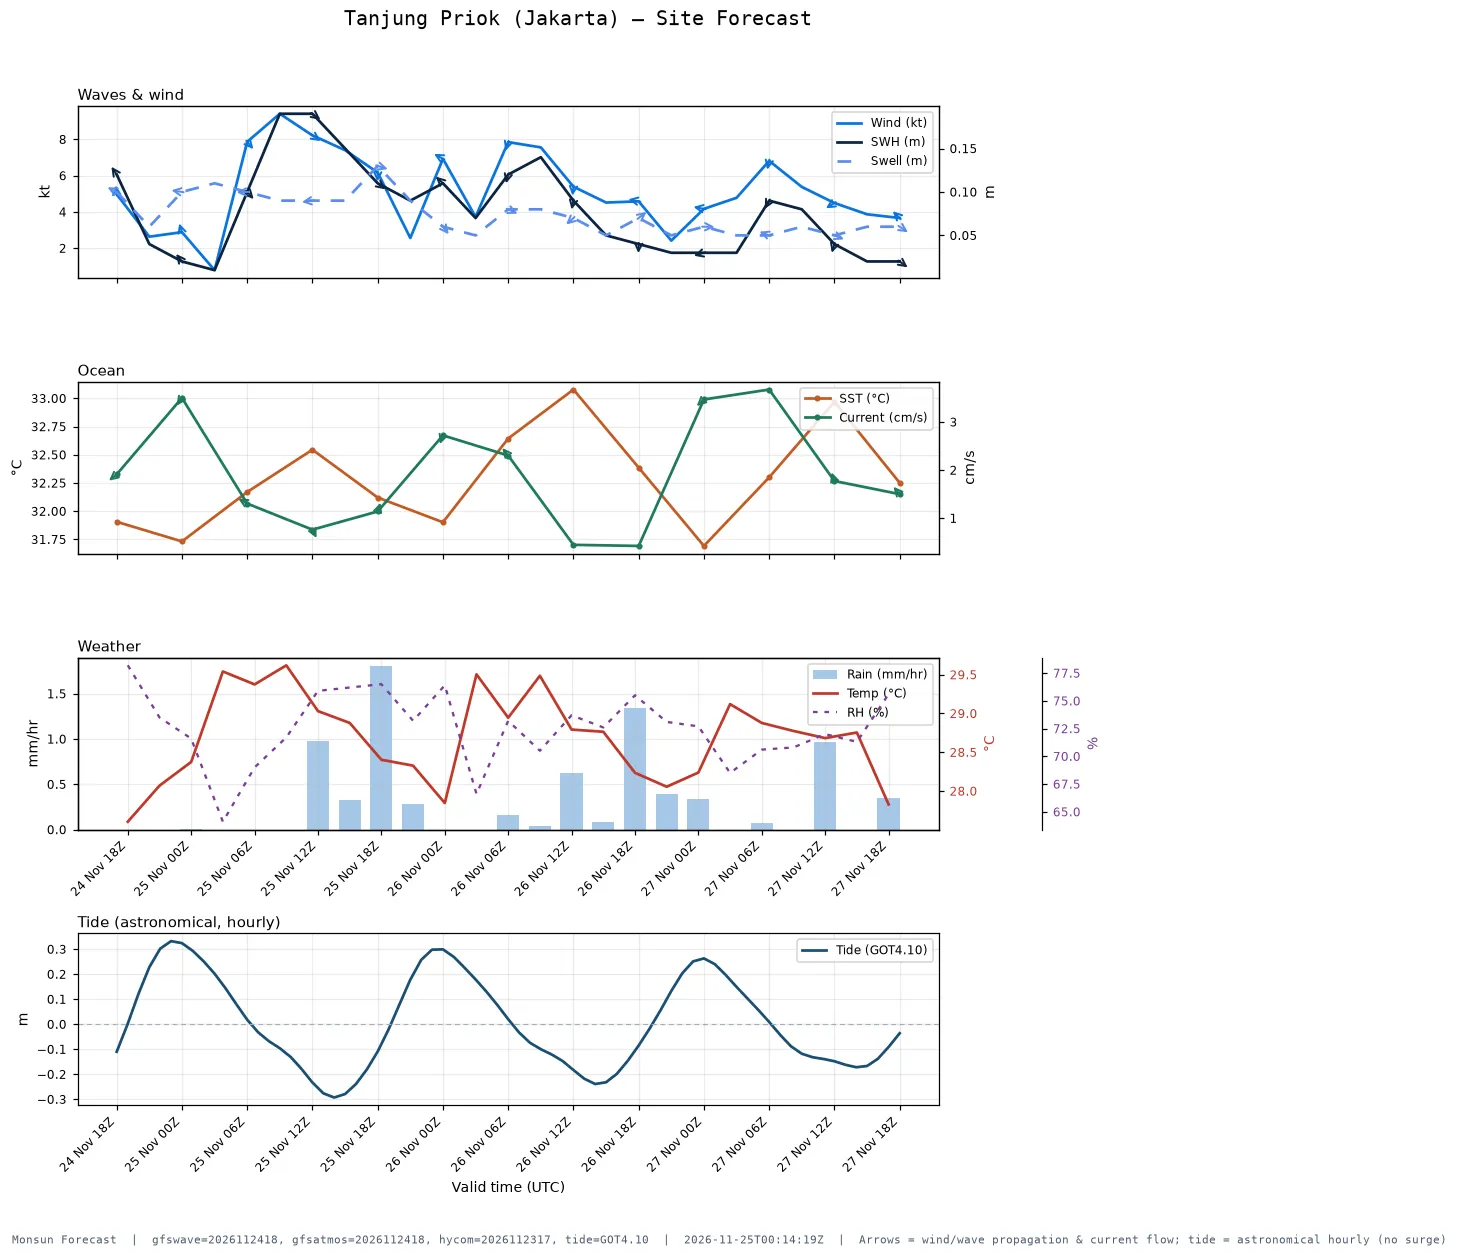 Tanjung Priok (Jakarta) — Site Forecast
Waves & wind
kt
8
6
4
2
Wind (kt)
SWH (m)
Swell (m)
0.15
0.10
0.05
m
Ocean
°C
33.00
32.75
32.50
32.25
32.00
31.75
SST (°C)
Current (cm/s)
3
2
1
cm/s
Weather
mm/hr
1.5
1.0
0.5
0.0
Rain (mm/hr)
Temp (°C)
RH (%)
29.5
29.0
28.5
28.0
°C
77.5
75.0
72.5
70.0
67.5
65.0
%
24 Nov 18Z
25 Nov 00Z
25 Nov 06Z
25 Nov 12Z
25 Nov 18Z
26 Nov 00Z
26 Nov 06Z
26 Nov 12Z
26 Nov 18Z
27 Nov 00Z
27 Nov 06Z
27 Nov 12Z
27 Nov 18Z
Tide (astronomical, hourly)
m
0.3
0.2
0.1
0.0
−0.1
−0.2
−0.3
Tide (GOT4.10)
24 Nov 18Z
25 Nov 00Z
25 Nov 06Z
25 Nov 12Z
25 Nov 18Z
26 Nov 00Z
26 Nov 06Z
26 Nov 12Z
26 Nov 18Z
27 Nov 00Z
27 Nov 06Z
27 Nov 12Z
27 Nov 18Z
Valid time (UTC)
Monsun Forecast | gfswave=2026112418, gfsatmos=2026112418, hycom=2026112317, tide=GOT4.10 | 2026-11-25T00:14:19Z | Arrows = wind/wave propagation & current flow; tide = astronomical hourly (no surge)